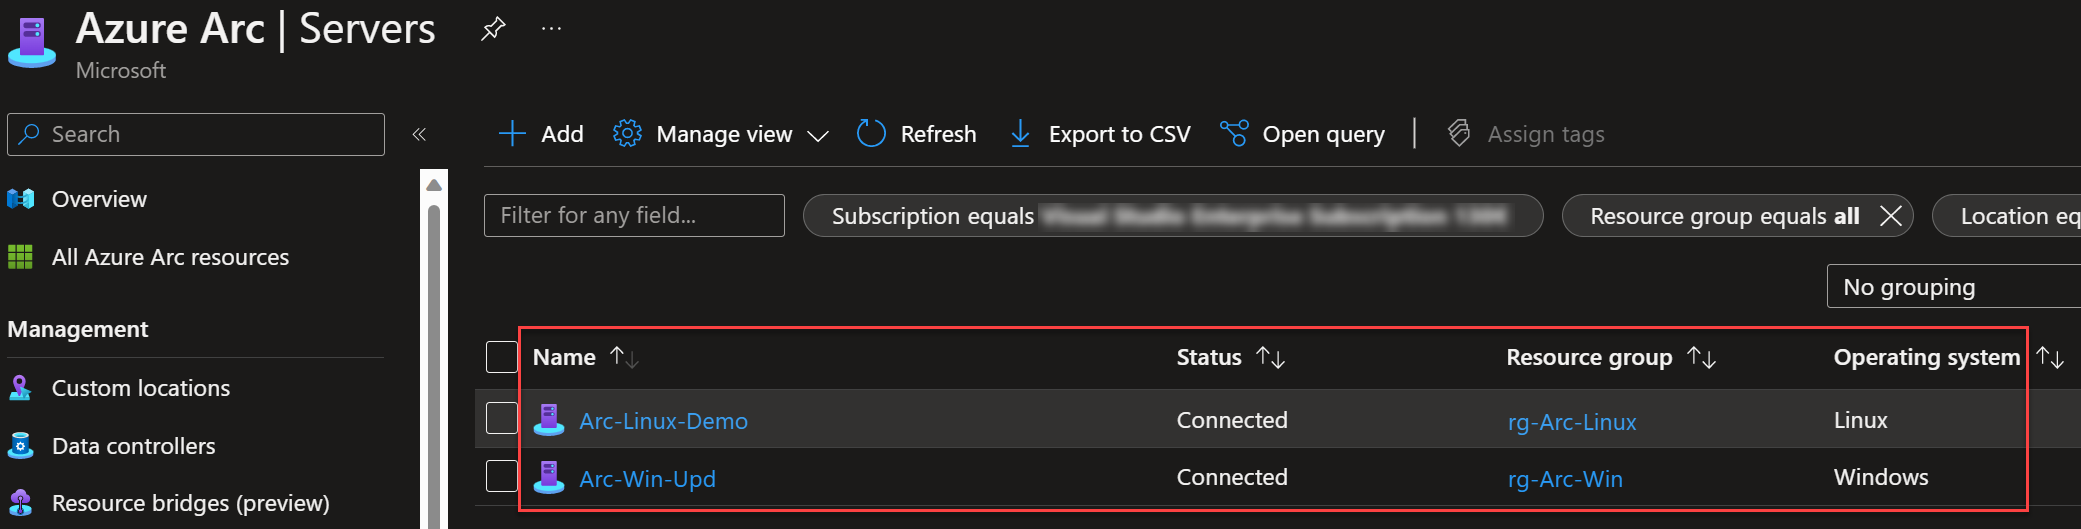 Azure Arc | Servers
Microsoft
Search
Overview
All Azure Arc resources
Management
Custom locations
Data controllers
Resource bridges (preview)
Add Manage view Refresh Export to CSV Open query Assign tags
Filter for any field... Subscription equals Resource group equals all Location eq
No grouping
Name Status Resource group Operating system
Arc-Linux-Demo Connected rg-Arc-Linux Linux
Arc-Win-Upd Connected rg-Arc-Win Windows